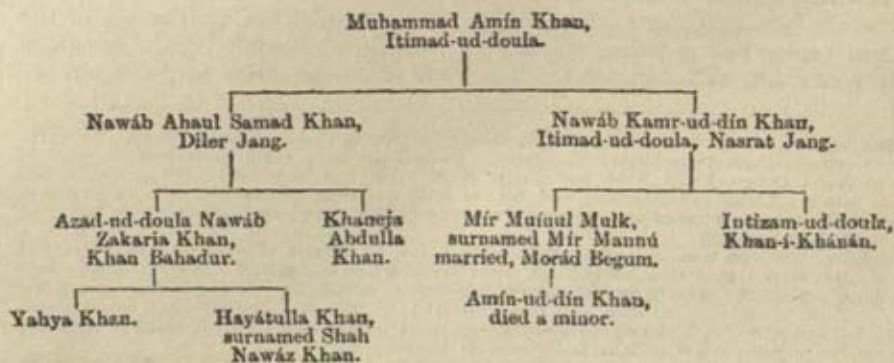 Muhammad Amín Khan,
Itimad-ud-doula.
Nawáb Ahaul Samad Khan,
Diler Jang.
Nawáb Kamr-ud-dín Khan,
Itimad-ud-doula, Nasrat Jang.
Azad-ud-doula Nawáb
Zakaria Khan,
Khan Bahadur.
Khaneja
Abdulla
Khan.
Mír Muínul Mulk,
surnamed Mír Mannú
married, Morád Begum.
Intizam-ud-doula,
Khan-i-Khánán.
Yahya Khan.
Hayátulla Khan,
surnamed Shah
Nawáz Khan.
Amín-ud-dín Khan,
died a minor.